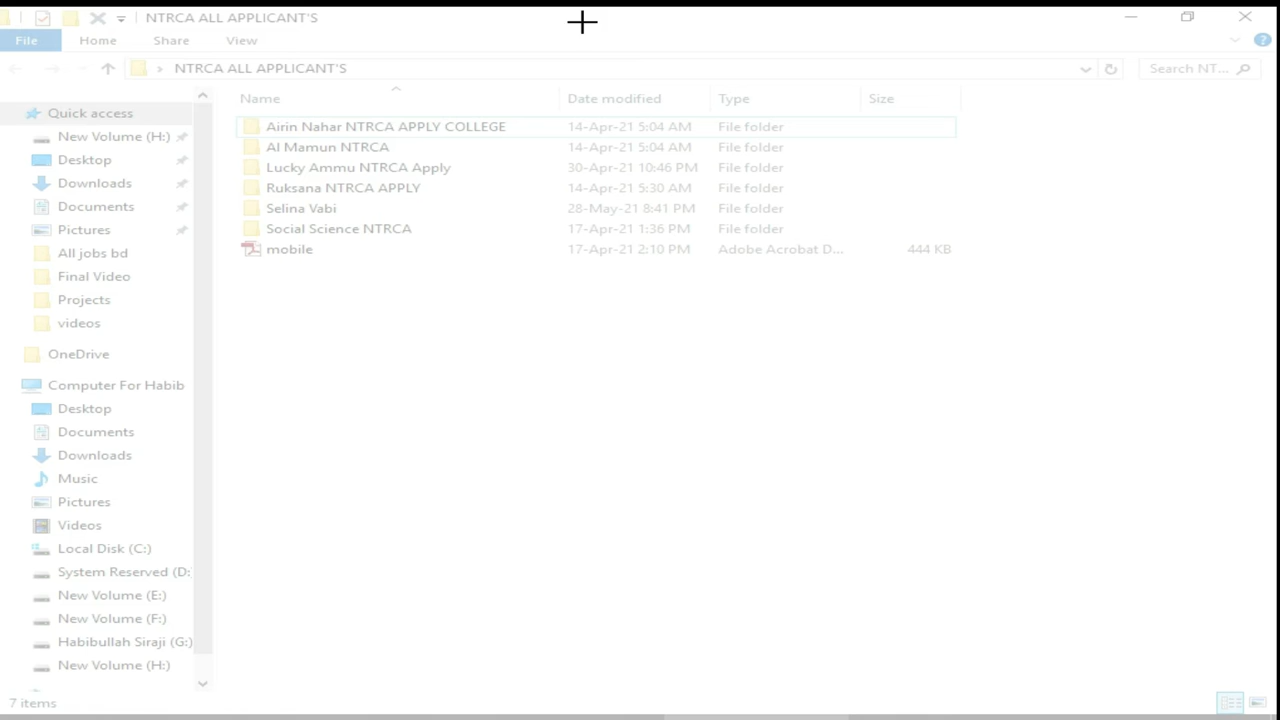 NTRCA ALL APPLICANT'S
File Home Share View
NTRCA ALL APPLICANT'S Search NT...
Name Date modified Type Size
Quick access
New Volume (H:)
Desktop
Downloads
Documents
Pictures
All jobs bd
Final Video
Projects
videos
OneDrive
Computer For Habib
Desktop
Documents
Downloads
Music
Pictures
Videos
Local Disk (C:)
System Reserved (D:
New Volume (E:)
New Volume (F:)
Habibullah Siraji (G:)
New Volume (H:)
Airin Nahar NTRCA APPLY COLLEGE 14-Apr-21 5:04 AM File folder
Al Mamun NTRCA 14-Apr-21 5:04 AM File folder
Lucky Ammu NTRCA Apply 30-Apr-21 10:46 PM File folder
Ruksana NTRCA APPLY 14-Apr-21 5:30 AM File folder
Selina Vabi 28-May-21 8:41 PM File folder
Social Science NTRCA 17-Apr-21 1:36 PM File folder
mobile 17-Apr-21 2:10 PM Adobe Acrobat D... 444 KB
7 items